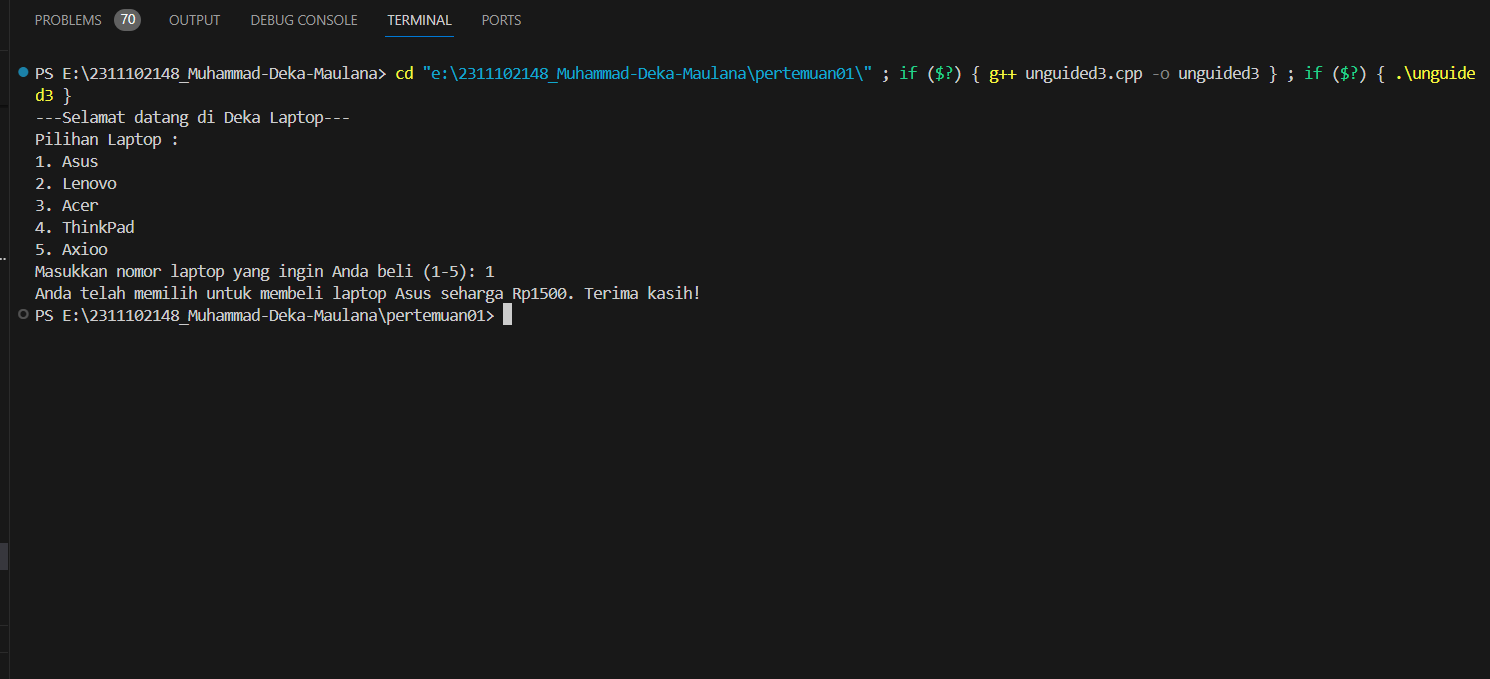 PROBLEMS 70 OUTPUT DEBUG CONSOLE TERMINAL PORTS
PS E:\2311102148_Muhammad-Deka-Maulana> cd "e:\2311102148_Muhammad-Deka-Maulana\pertemuan01\" ; if ($?) { g++ unguided3.cpp -o unguided3 } ; if ($?) { .\unguide
d3 }
---Selamat datang di Deka Laptop---
Pilihan Laptop :
1. Asus
2. Lenovo
3. Acer
4. ThinkPad
5. Axioo
Masukkan nomor laptop yang ingin Anda beli (1-5): 1
Anda telah memilih untuk membeli laptop Asus seharga Rp1500. Terima kasih!
PS E:\2311102148_Muhammad-Deka-Maulana\pertemuan01>